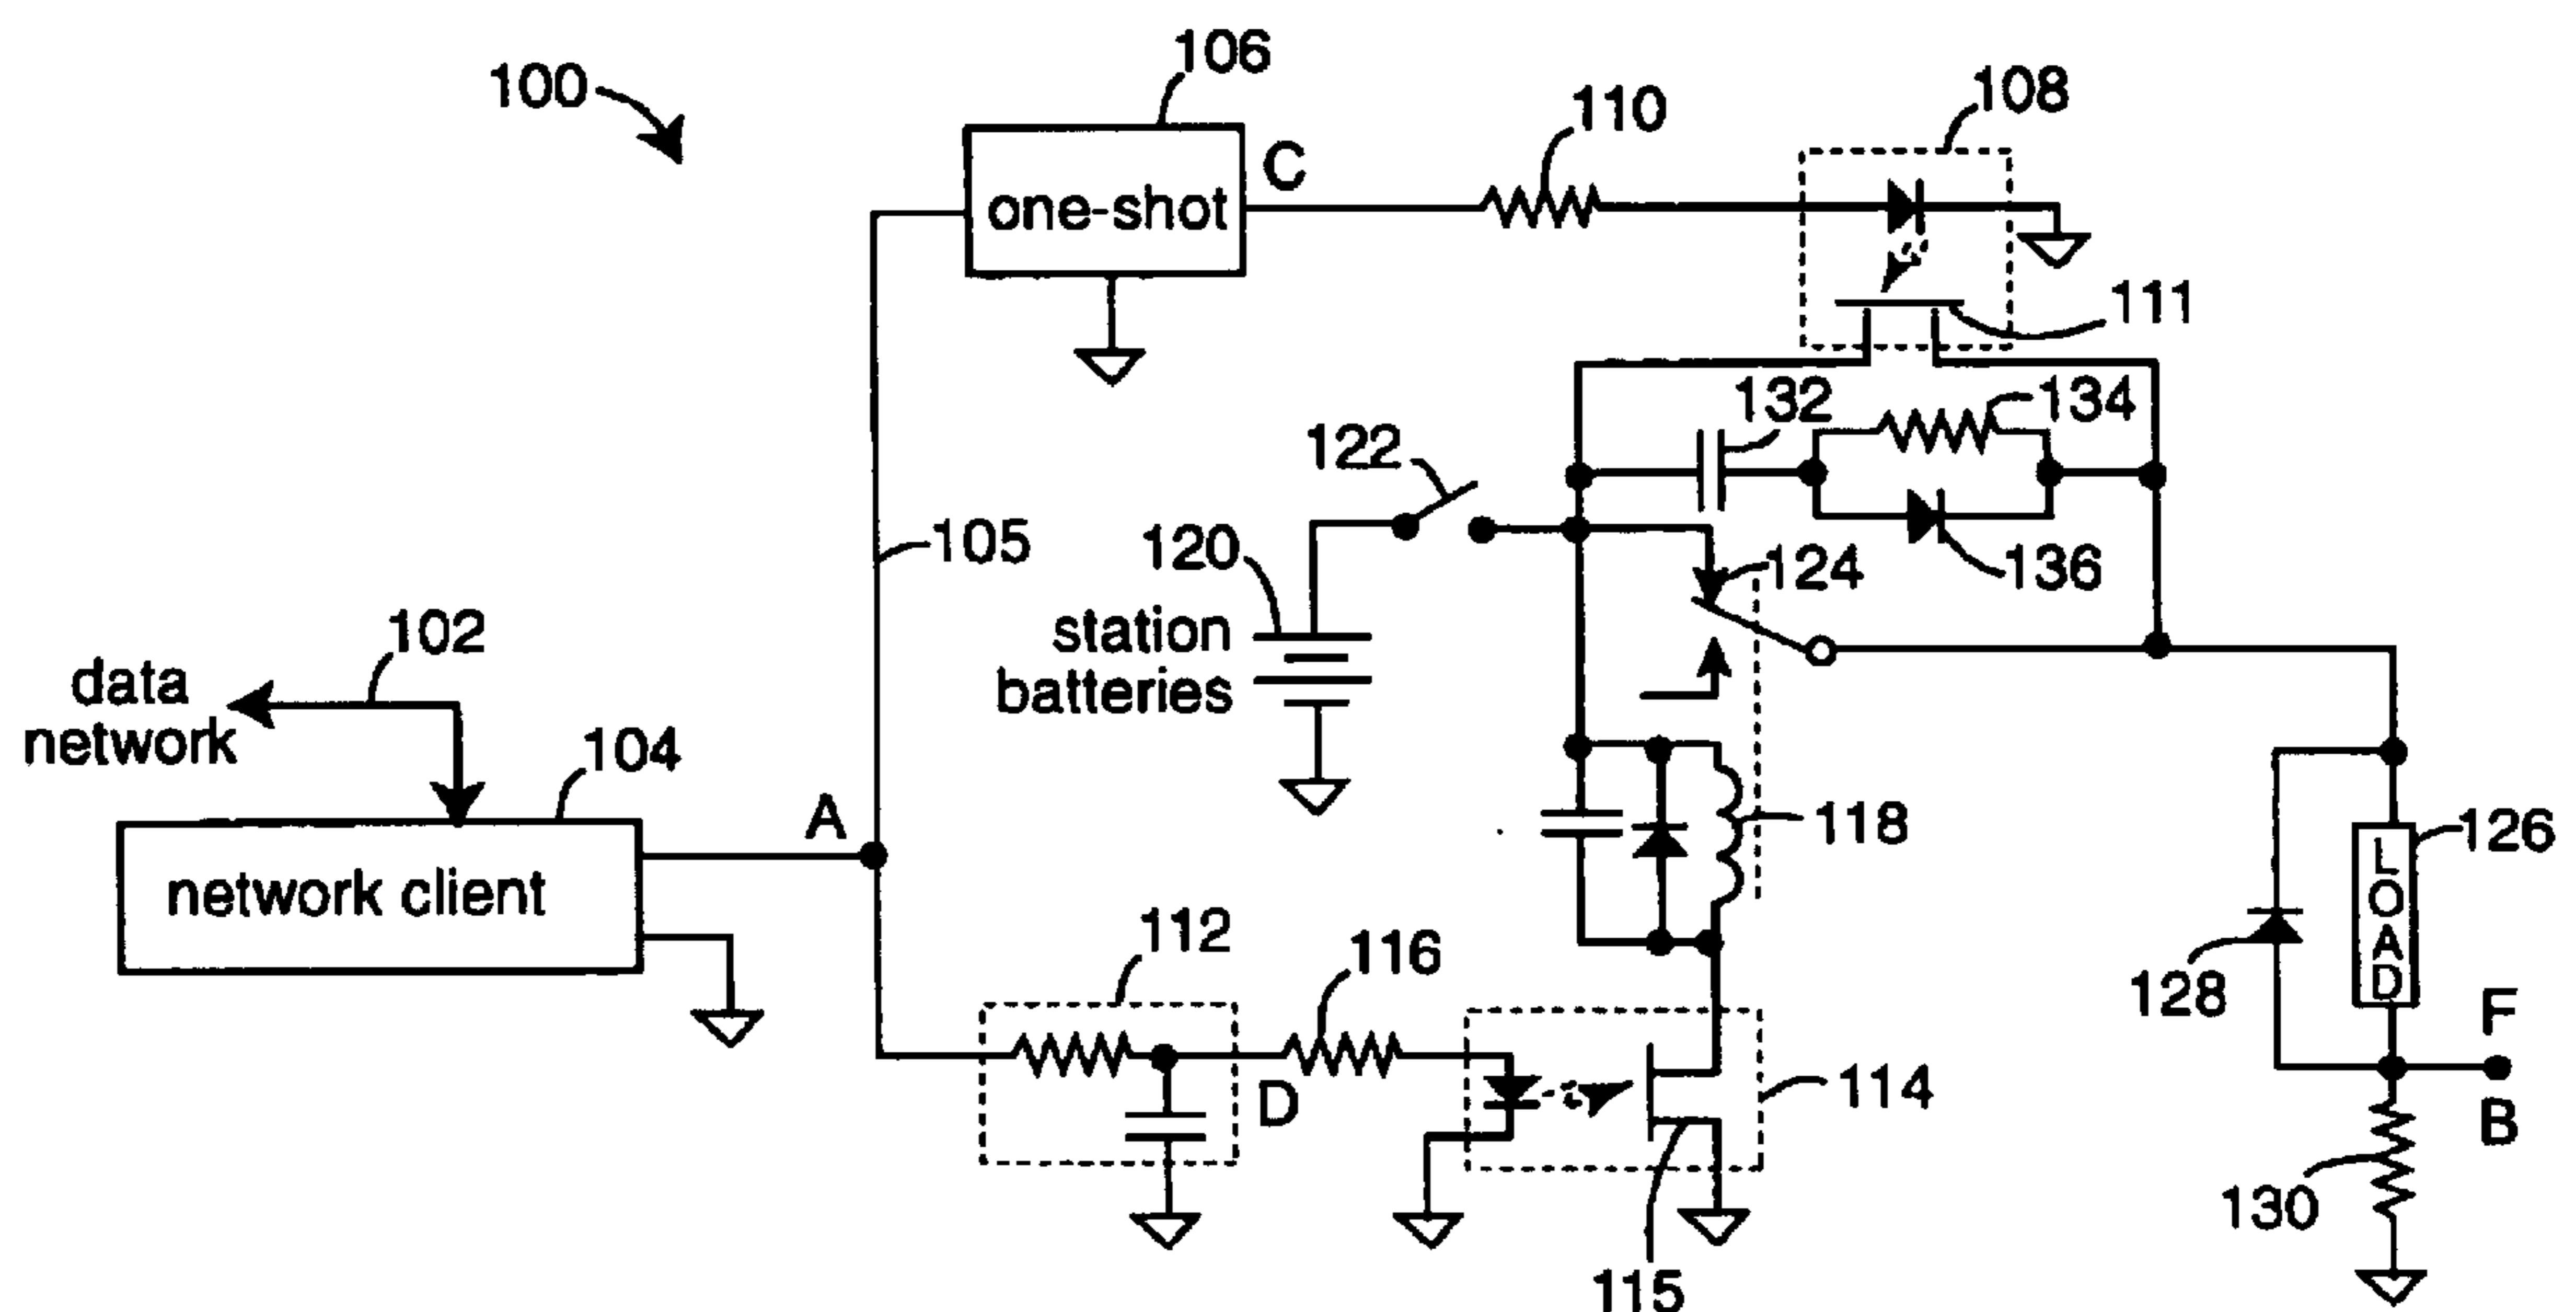 100
106
one-shot
C
110
108
111
132
134
122
136
124
120
station
batteries
105
102
data
network
104
network client
A
118
126
LOAD
128
F
B
130
112
D
116
114
115